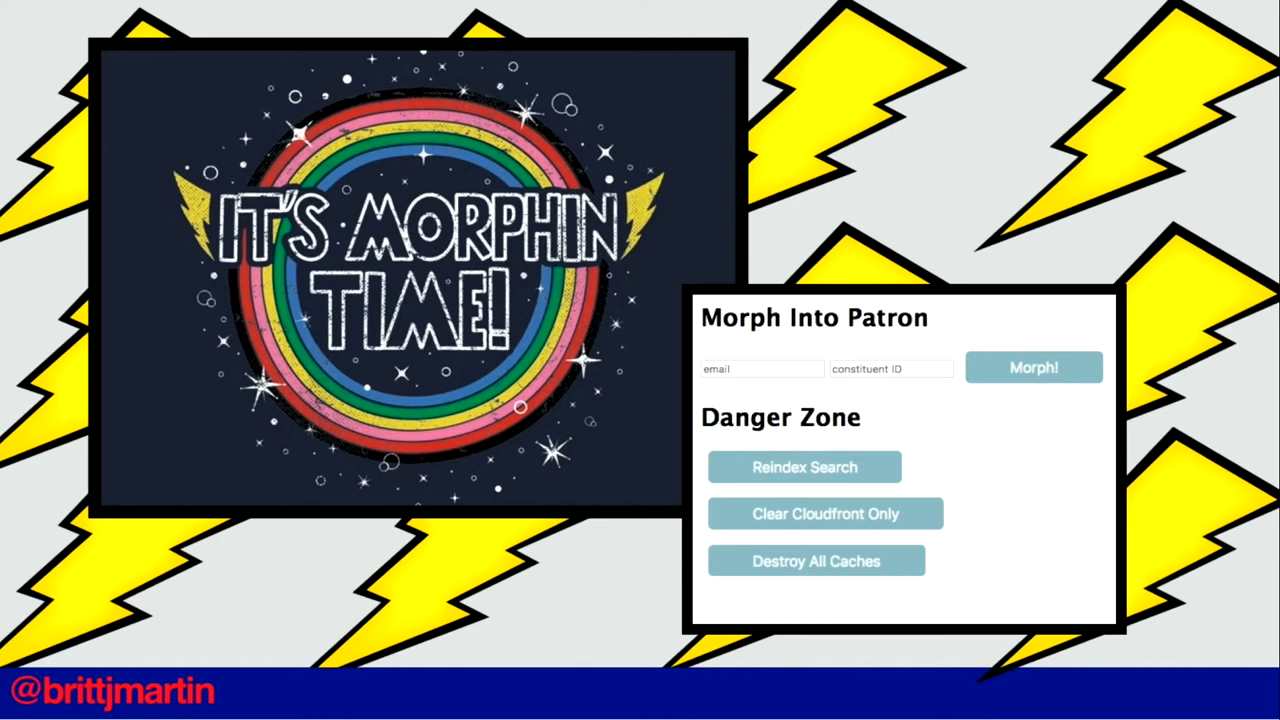 IT'S MORPHIN
TIME!
Morph Into Patron
email
constituent ID
Morph!
Danger Zone
Reindex Search
Clear Cloudfront Only
Destroy All Caches
@brittjmartin